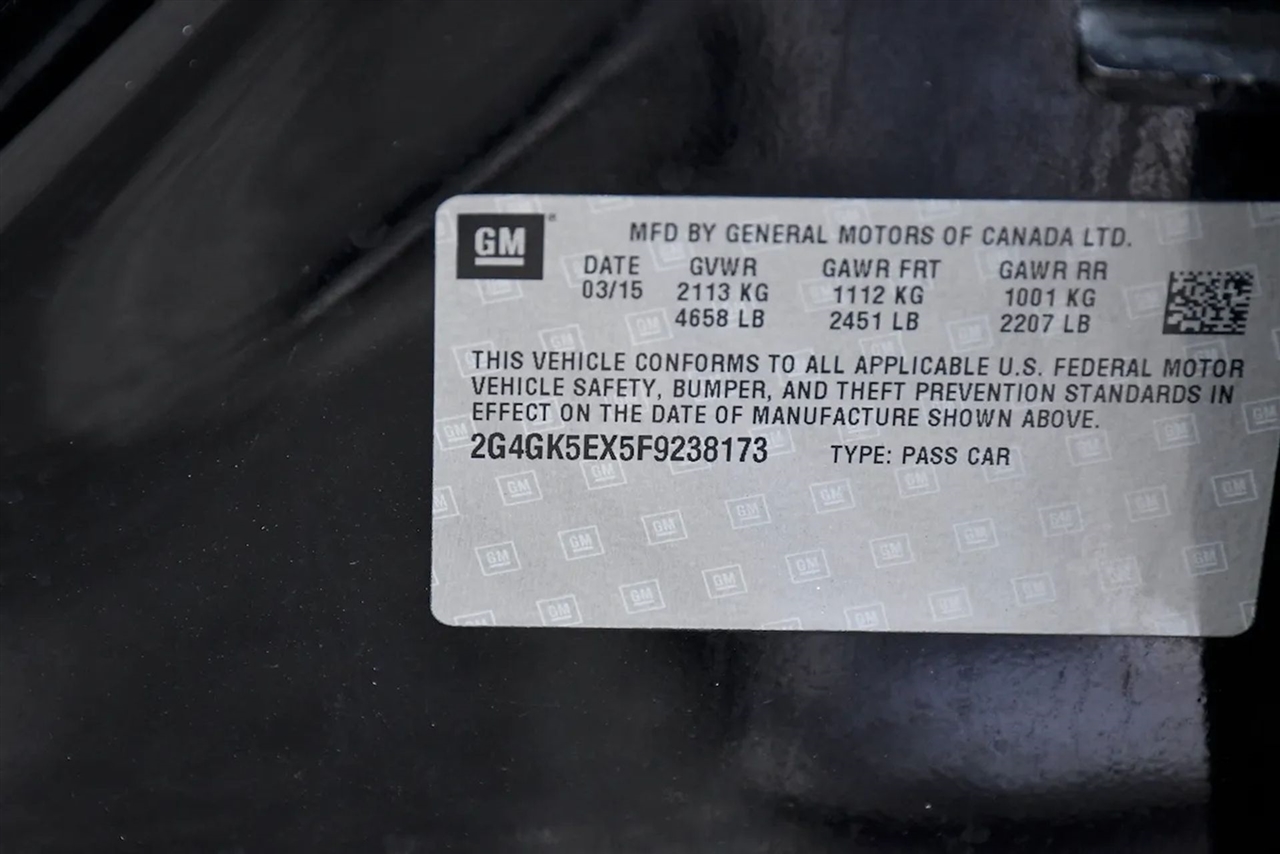 GM
MFD BY GENERAL MOTORS OF CANADA LTD.
DATE GVWR GAWR FRT GAWR RR
03/15 2113 KG 1112 KG 1001 KG
4658 LB 2451 LB 2207 LB
THIS VEHICLE CONFORMS TO ALL APPLICABLE U.S. FEDERAL MOTOR
VEHICLE SAFETY, BUMPER, AND THEFT PREVENTION STANDARDS IN
EFFECT ON THE DATE OF MANUFACTURE SHOWN ABOVE.
2G4GK5EX5F9238173 TYPE: PASS CAR